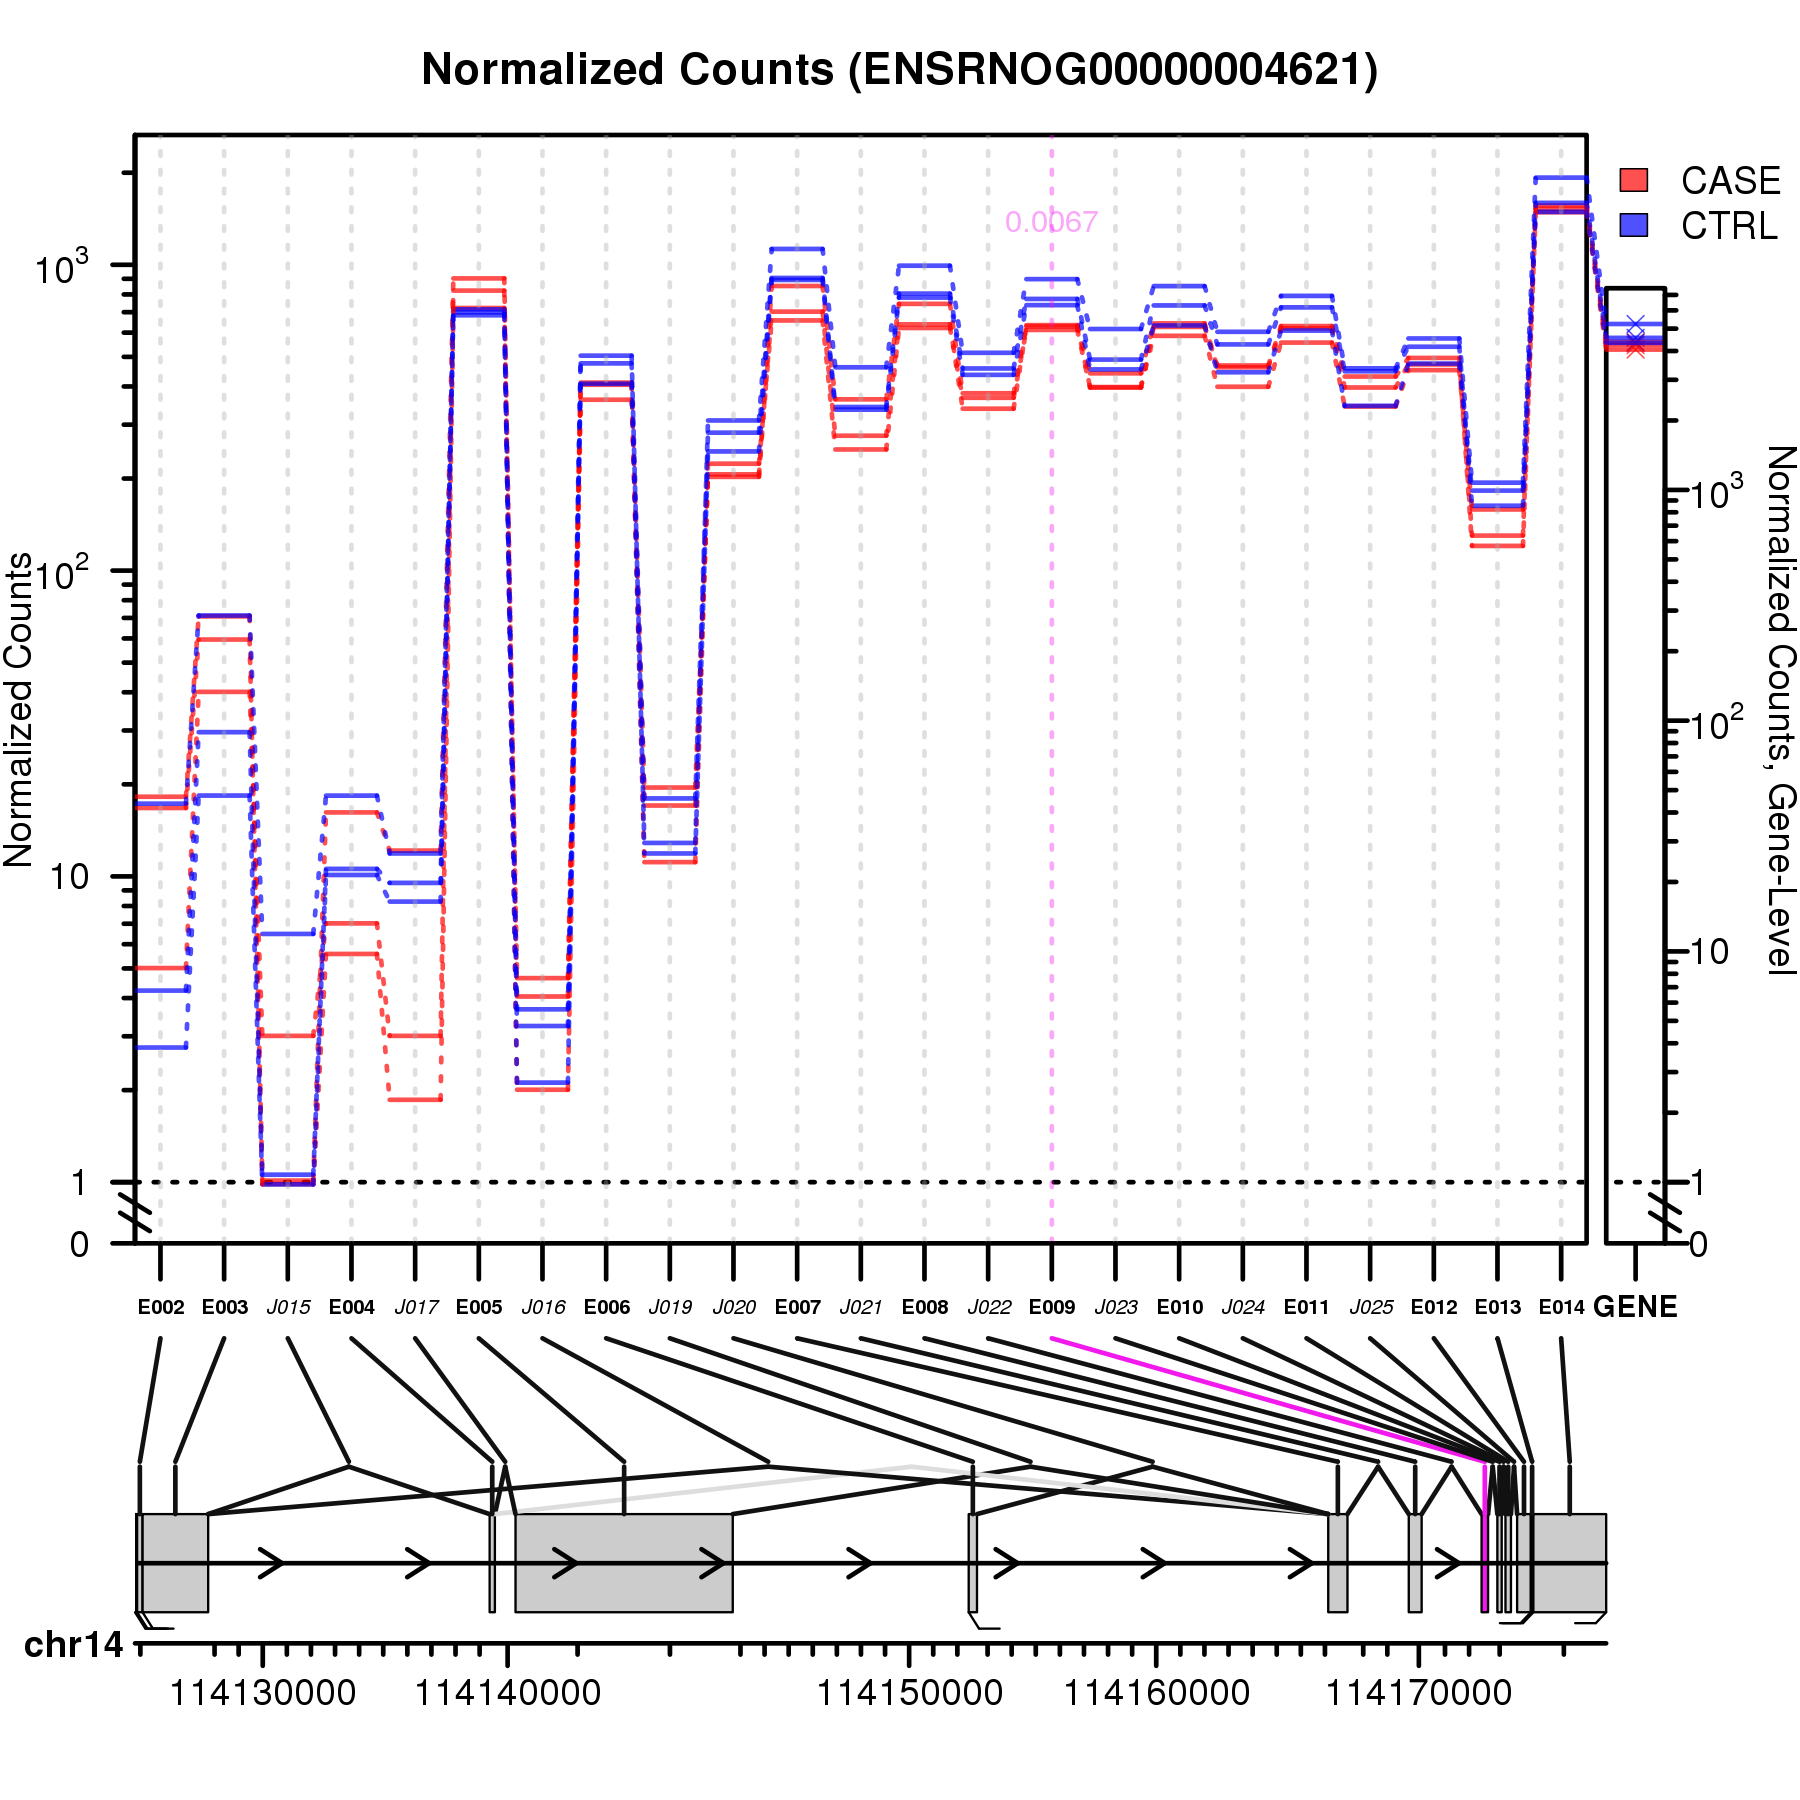 Normalized Counts (ENSRNOG00000004621)
CASE
CTRL
0.0067
Normalized Counts
10^3
10^2
10
1
0
Normalized Counts, Gene-Level
10^3
10^2
10
1
0
E002 E003 J015 E004 J017 E005 J016 E006 J019 J020 E007 J021 E008 J022 E009 J023 E010 J024 E011 J025 E012 E013 E014 GENE
chr14
114130000 114140000 114150000 114160000 114170000